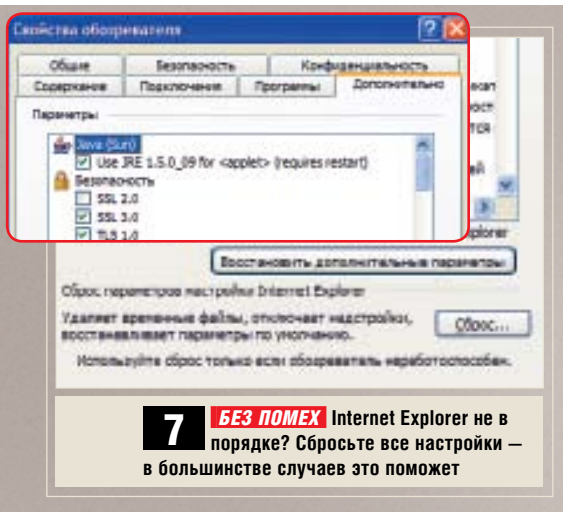 Свойства обозревателя
Общие Безопасность Конфиденциальность
Содержание Подключения Программы Дополнительно
Параметры
Java (Sun)
Use JRE 1.5.0_09 for <applet> (requires restart)
Безопасность
SSL 2.0
SSL 3.0
TLS 1.0
Восстановить дополнительные параметры
Сброс параметров настройки Internet Explorer
Удаляет временные файлы, отключает надстройки,
восстанавливает параметры по умолчанию.
Сброс...
Используйте сброс только если обозреватель неработоспособен.
7 БЕЗ ПОМЕХ Internet Explorer не в
порядке? Сбросьте все настройки —
в большинстве случаев это поможет